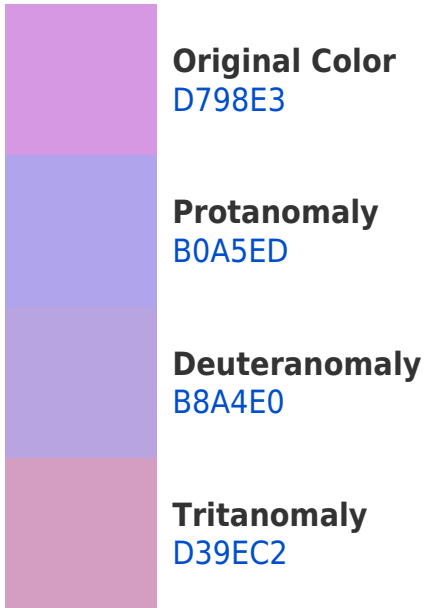 Original Color
D798E3
Protanomaly
B0A5ED
Deuteranomaly
B8A4E0
Tritanomaly
D39EC2